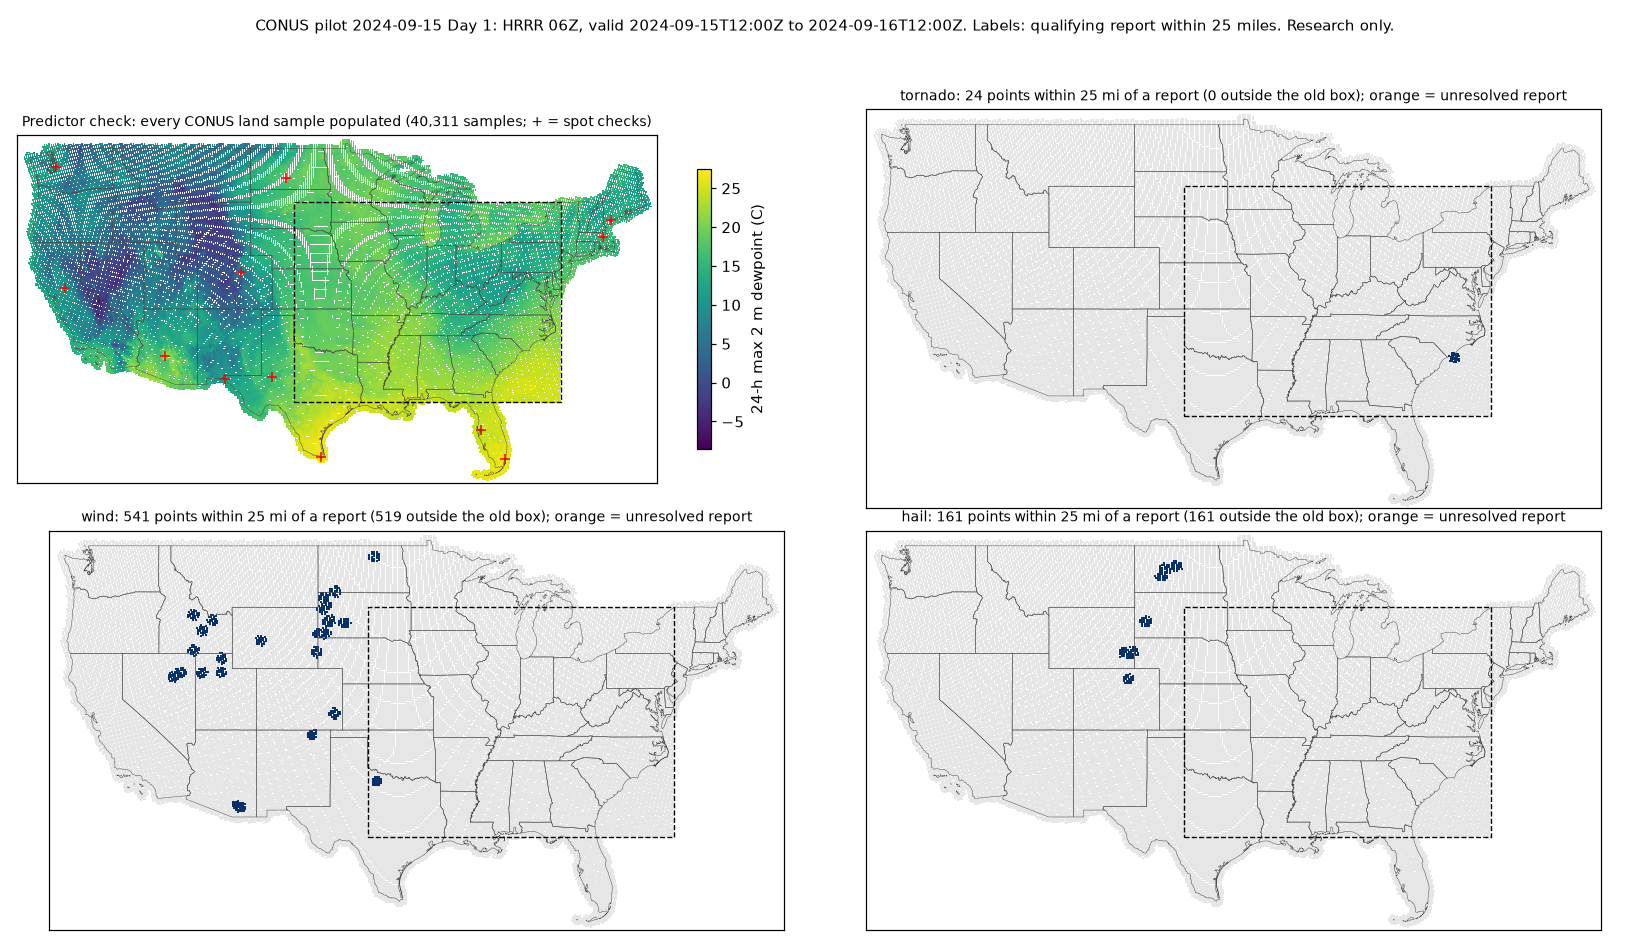 CONUS pilot 2024-09-15 Day 1: HRRR 06Z, valid 2024-09-15T12:00Z to 2024-09-16T12:00Z. Labels: qualifying report within 25 miles. Research only.
Predictor check: every CONUS land sample populated (40,311 samples; + = spot checks)
25
20
15
10
5
0
−5
24-h max 2 m dewpoint (C)
tornado: 24 points within 25 mi of a report (0 outside the old box); orange = unresolved report
wind: 541 points within 25 mi of a report (519 outside the old box); orange = unresolved report
hail: 161 points within 25 mi of a report (161 outside the old box); orange = unresolved report